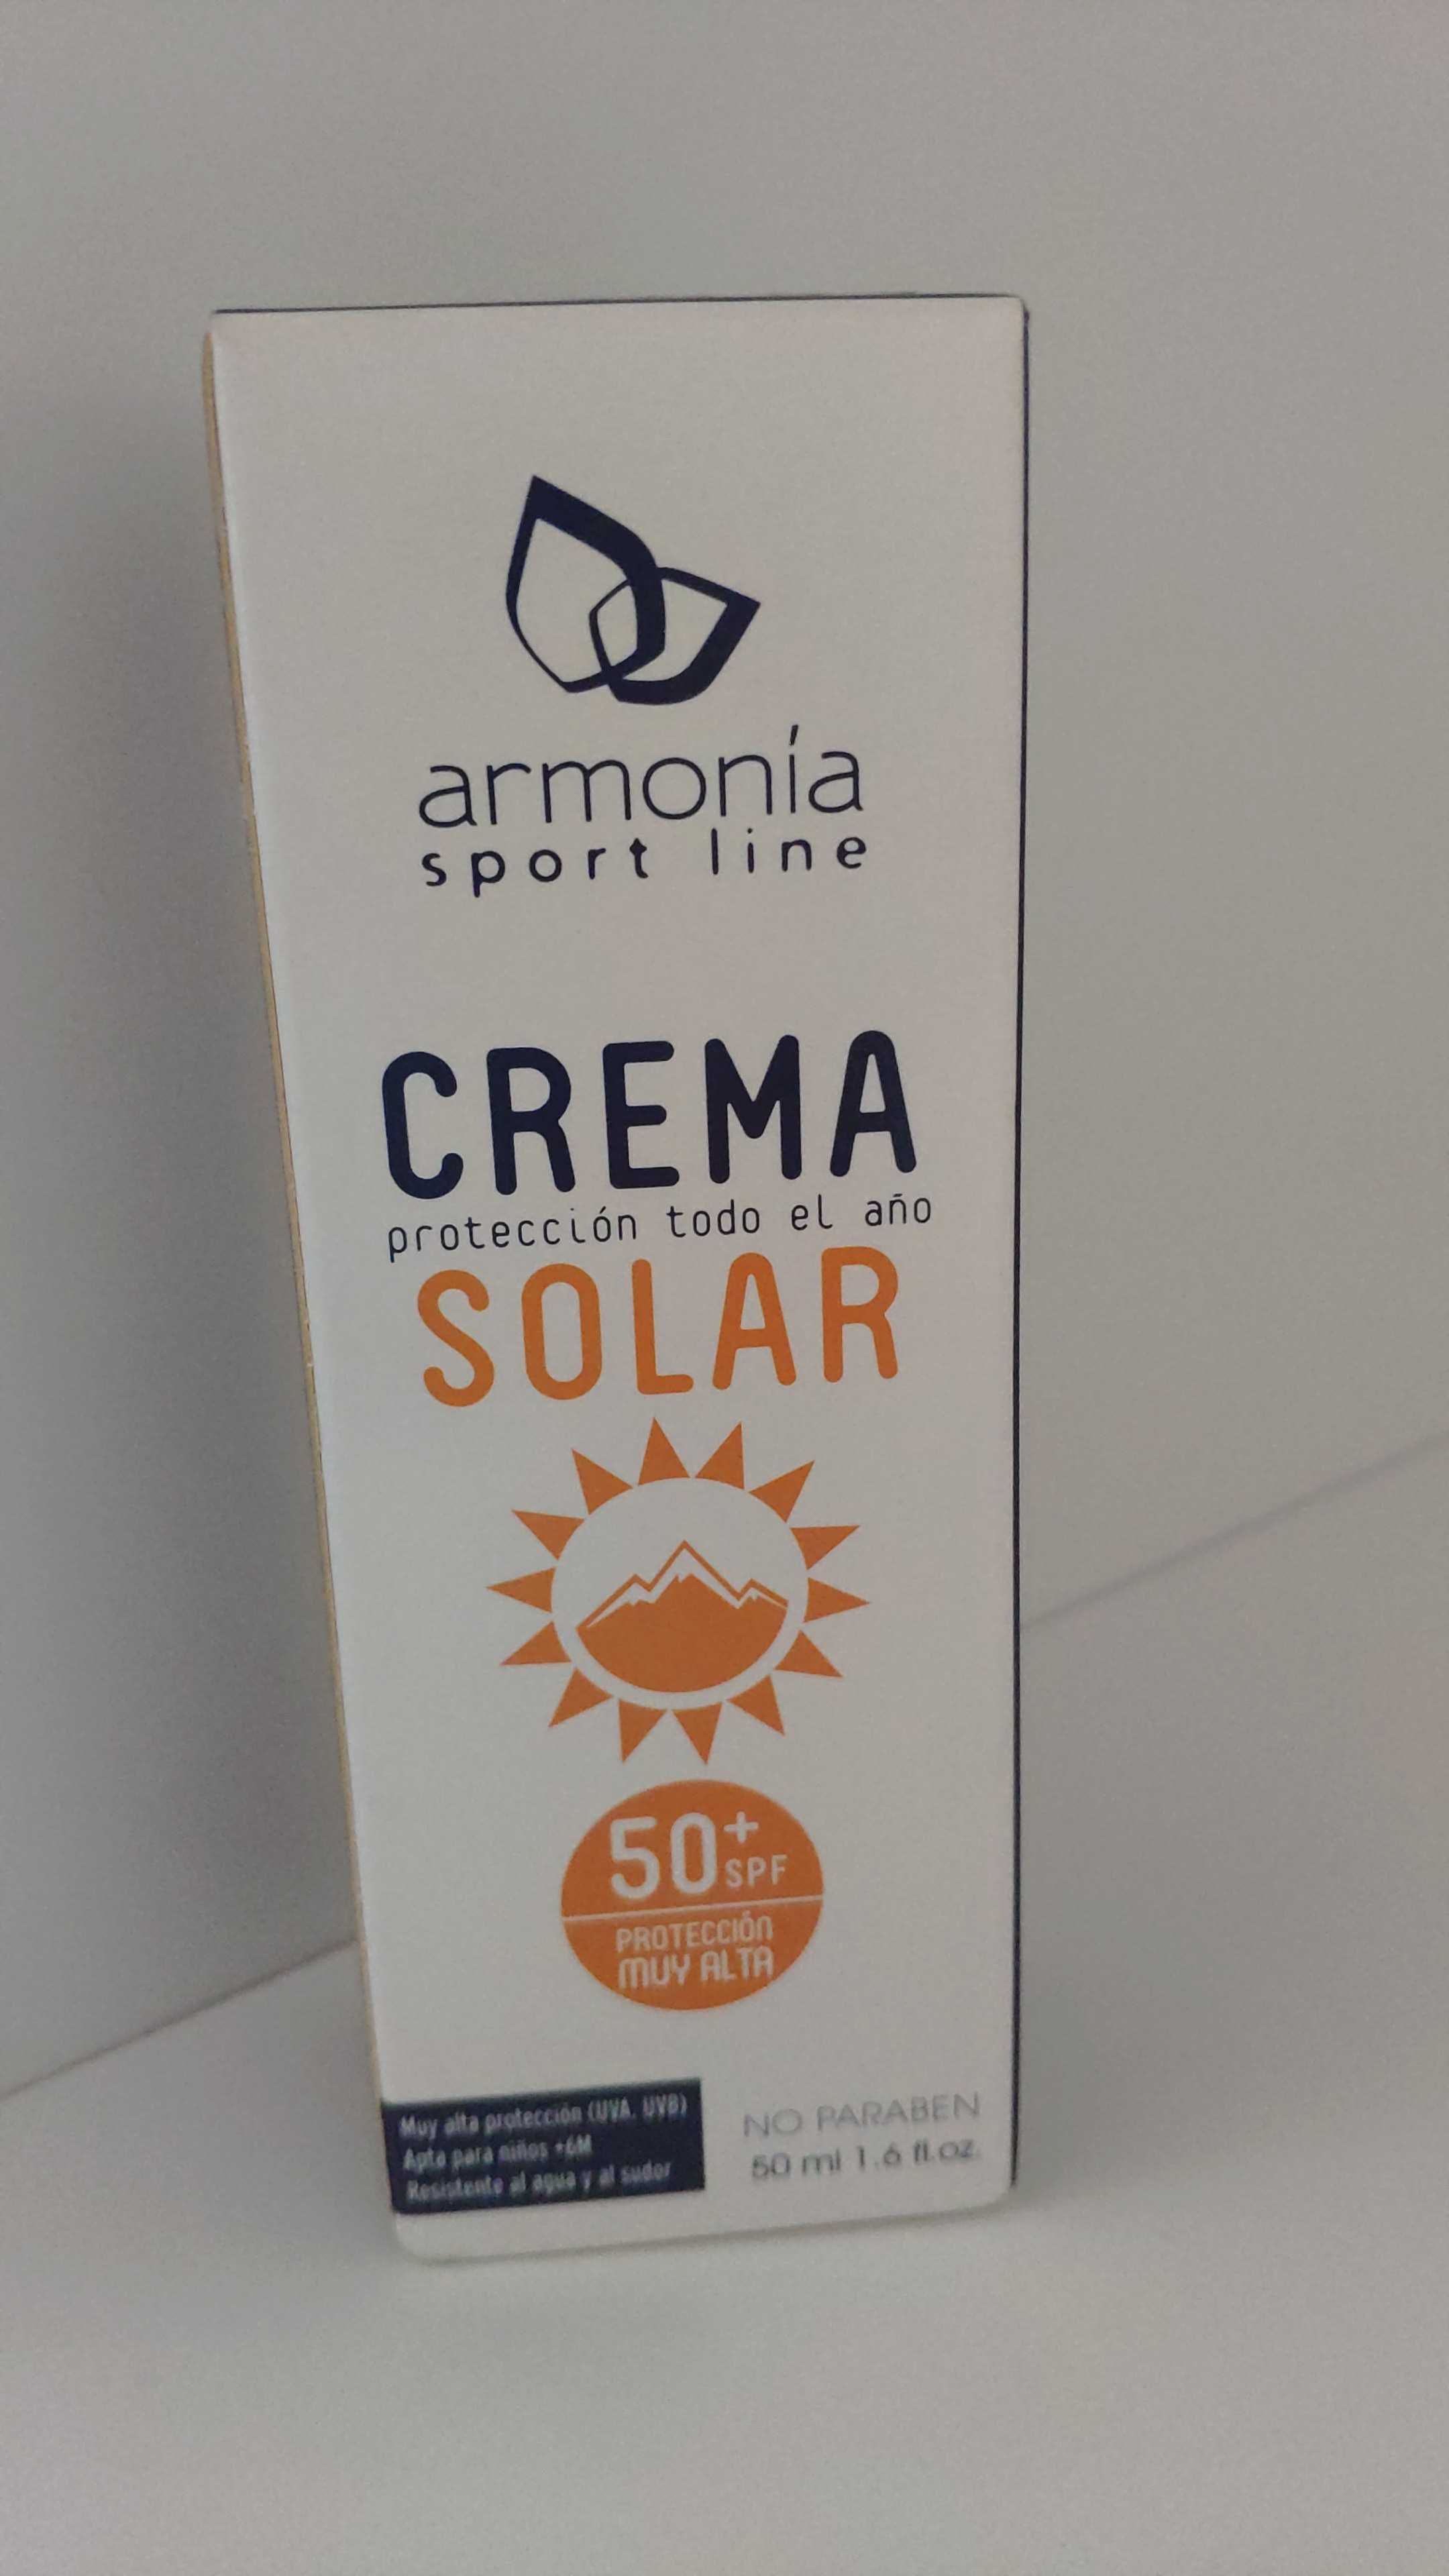 armonía
sport line
CREMA
protección todo el año
SOLAR
50+
SPF
PROTECCIÓN
MUY ALTA
Muy alta protección (UVA, UVB)
Apta para niños +6M
Resistente al agua y al sudor
NO PARABEN
50 ml 1.6 fl.oz.